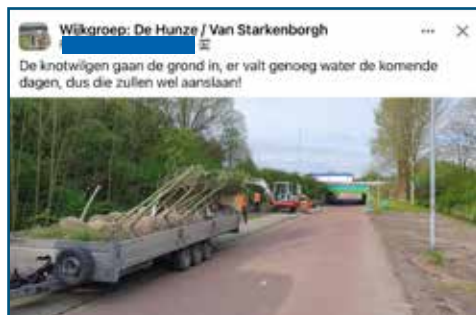 Wijkgroep: De Hunze / Van Starkenborgh
De knotwilgen gaan de grond in, er valt genoeg water de komende
dagen, dus die zullen wel aanslaan!